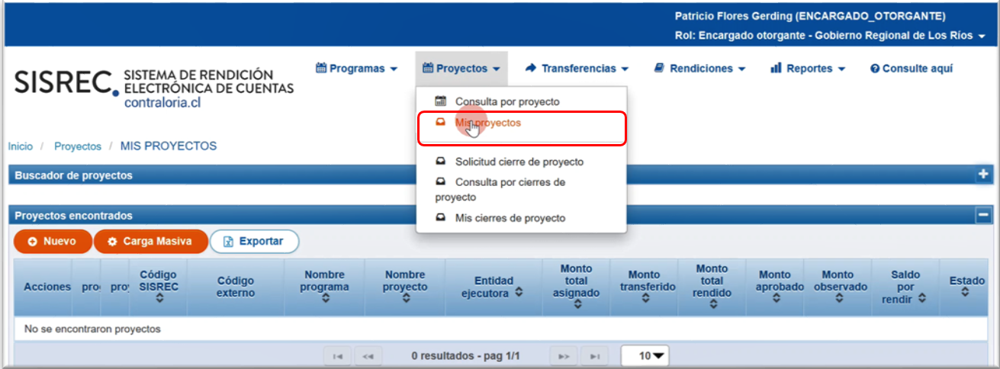 Patricio Flores Gerding (ENCARGADO_OTORGANTE)
Rol: Encargado otorgante - Gobierno Regional de Los Ríos
SISREC. SISTEMA DE RENDICIÓN
ELECTRÓNICA DE CUENTAS
contraloria.cl
Programas
Proyectos
Transferencias
Rendiciones
Reportes
Consulte aquí
Consulta por proyecto
Mis proyectos
Solicitud cierre de proyecto
Consulta por cierres de
proyecto
Mis cierres de proyecto
Inicio / Proyectos / MIS PROYECTOS
Buscador de proyectos
Proyectos encontrados
Nuevo
Carga Masiva
Exportar
Acciones
pro
pro
Código
SISREC
Código
externo
Nombre
programa
Nombre
proyecto
Entidad
ejecutora
Monto
total
asignado
Monto
transferido
Monto
total
rendido
Monto
aprobado
Monto
observado
Saldo
por
rendir
Estado
No se encontraron proyectos
0 resultados - pag 1/1
10